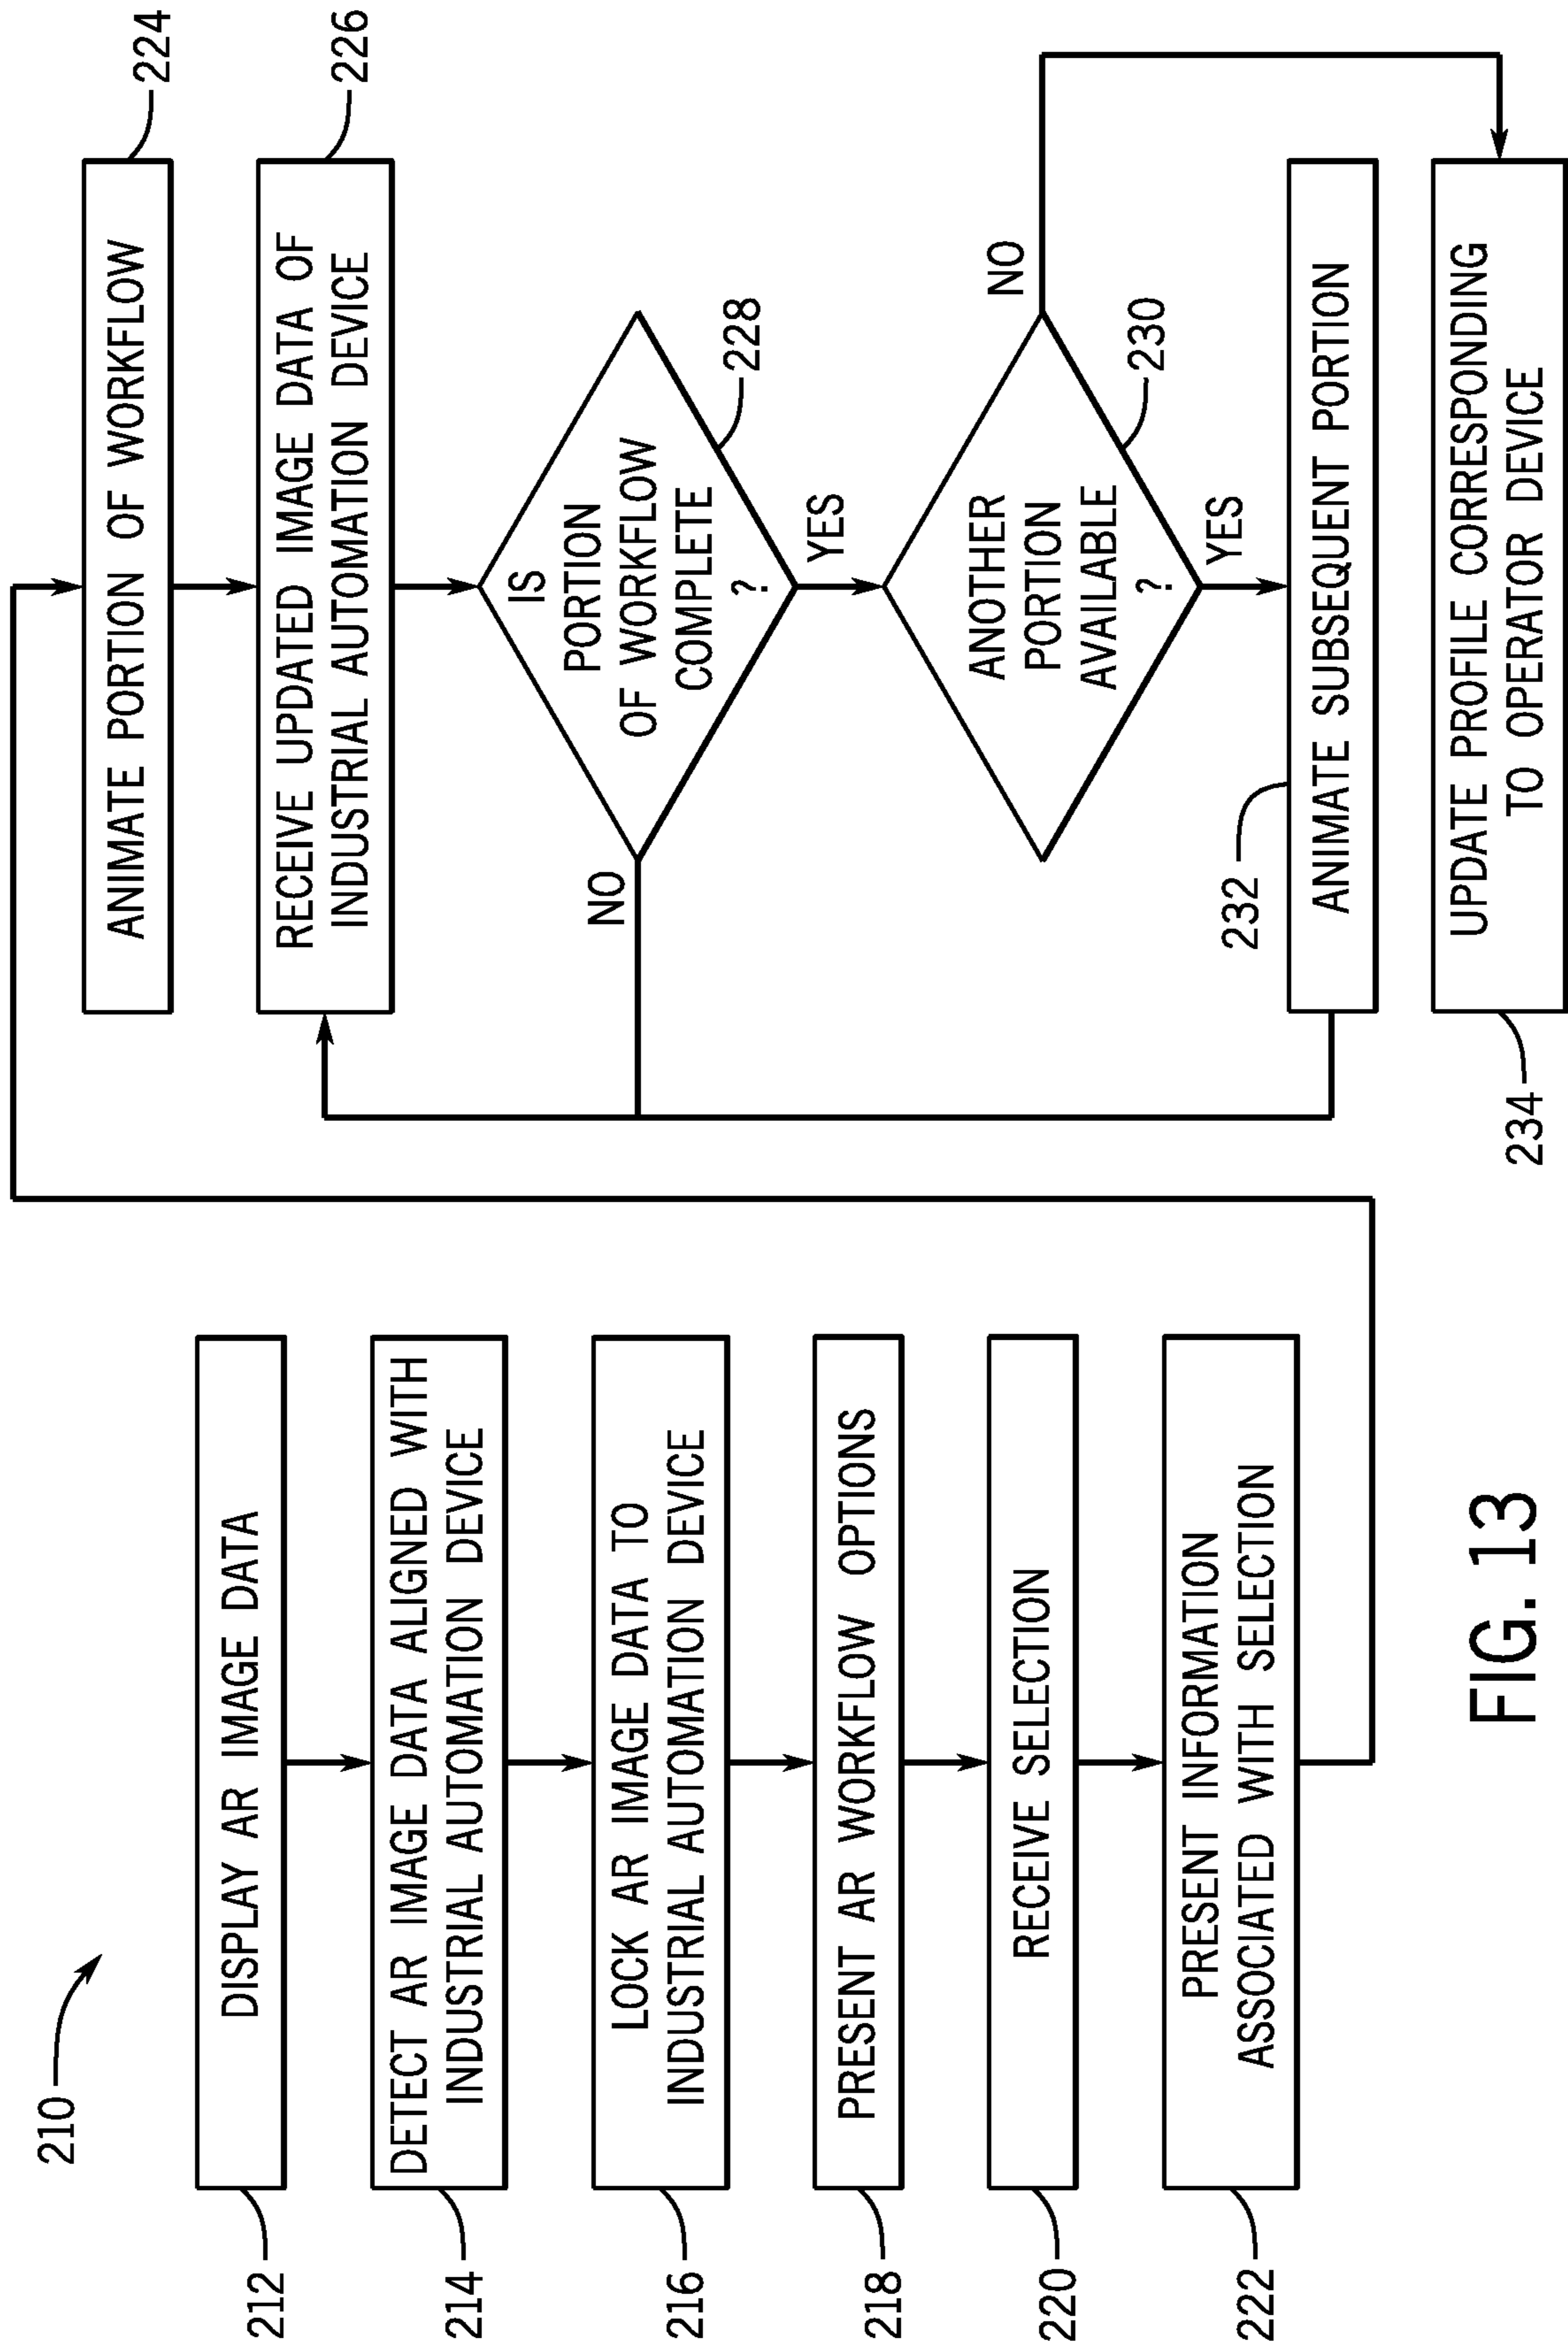 210
212
DISPLAY AR IMAGE DATA
214
DETECT AR IMAGE DATA ALIGNED WITH
INDUSTRIAL AUTOMATION DEVICE
216
LOCK AR IMAGE DATA TO
INDUSTRIAL AUTOMATION DEVICE
218
PRESENT AR WORKFLOW OPTIONS
220
RECEIVE SELECTION
222
PRESENT INFORMATION
ASSOCIATED WITH SELECTION
224
ANIMATE PORTION OF WORKFLOW
226
RECEIVE UPDATED IMAGE DATA OF
INDUSTRIAL AUTOMATION DEVICE
228
IS
PORTION
OF WORKFLOW
COMPLETE
?
NO
YES
230
ANOTHER
PORTION
AVAILABLE
?
NO
YES
232
ANIMATE SUBSEQUENT PORTION
234
UPDATE PROFILE CORRESPONDING
TO OPERATOR DEVICE
FIG. 13